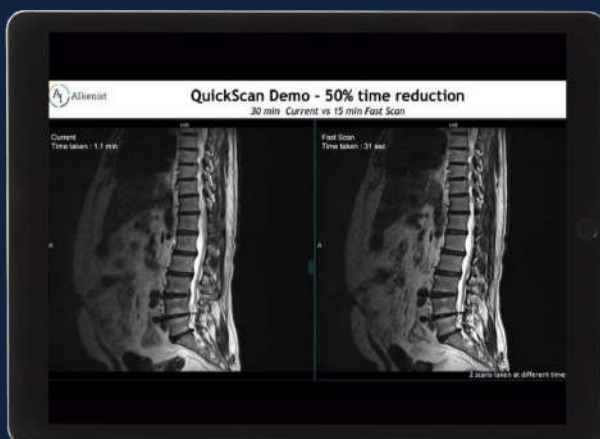 AI Alkenist
QuickScan Demo - 50% time reduction
30 min Current vs 15 min Fast Scan
Current
Time taken : 1.1 min
Fast Scan
Time taken : 31 sec
A
A
2 scans taken at different time